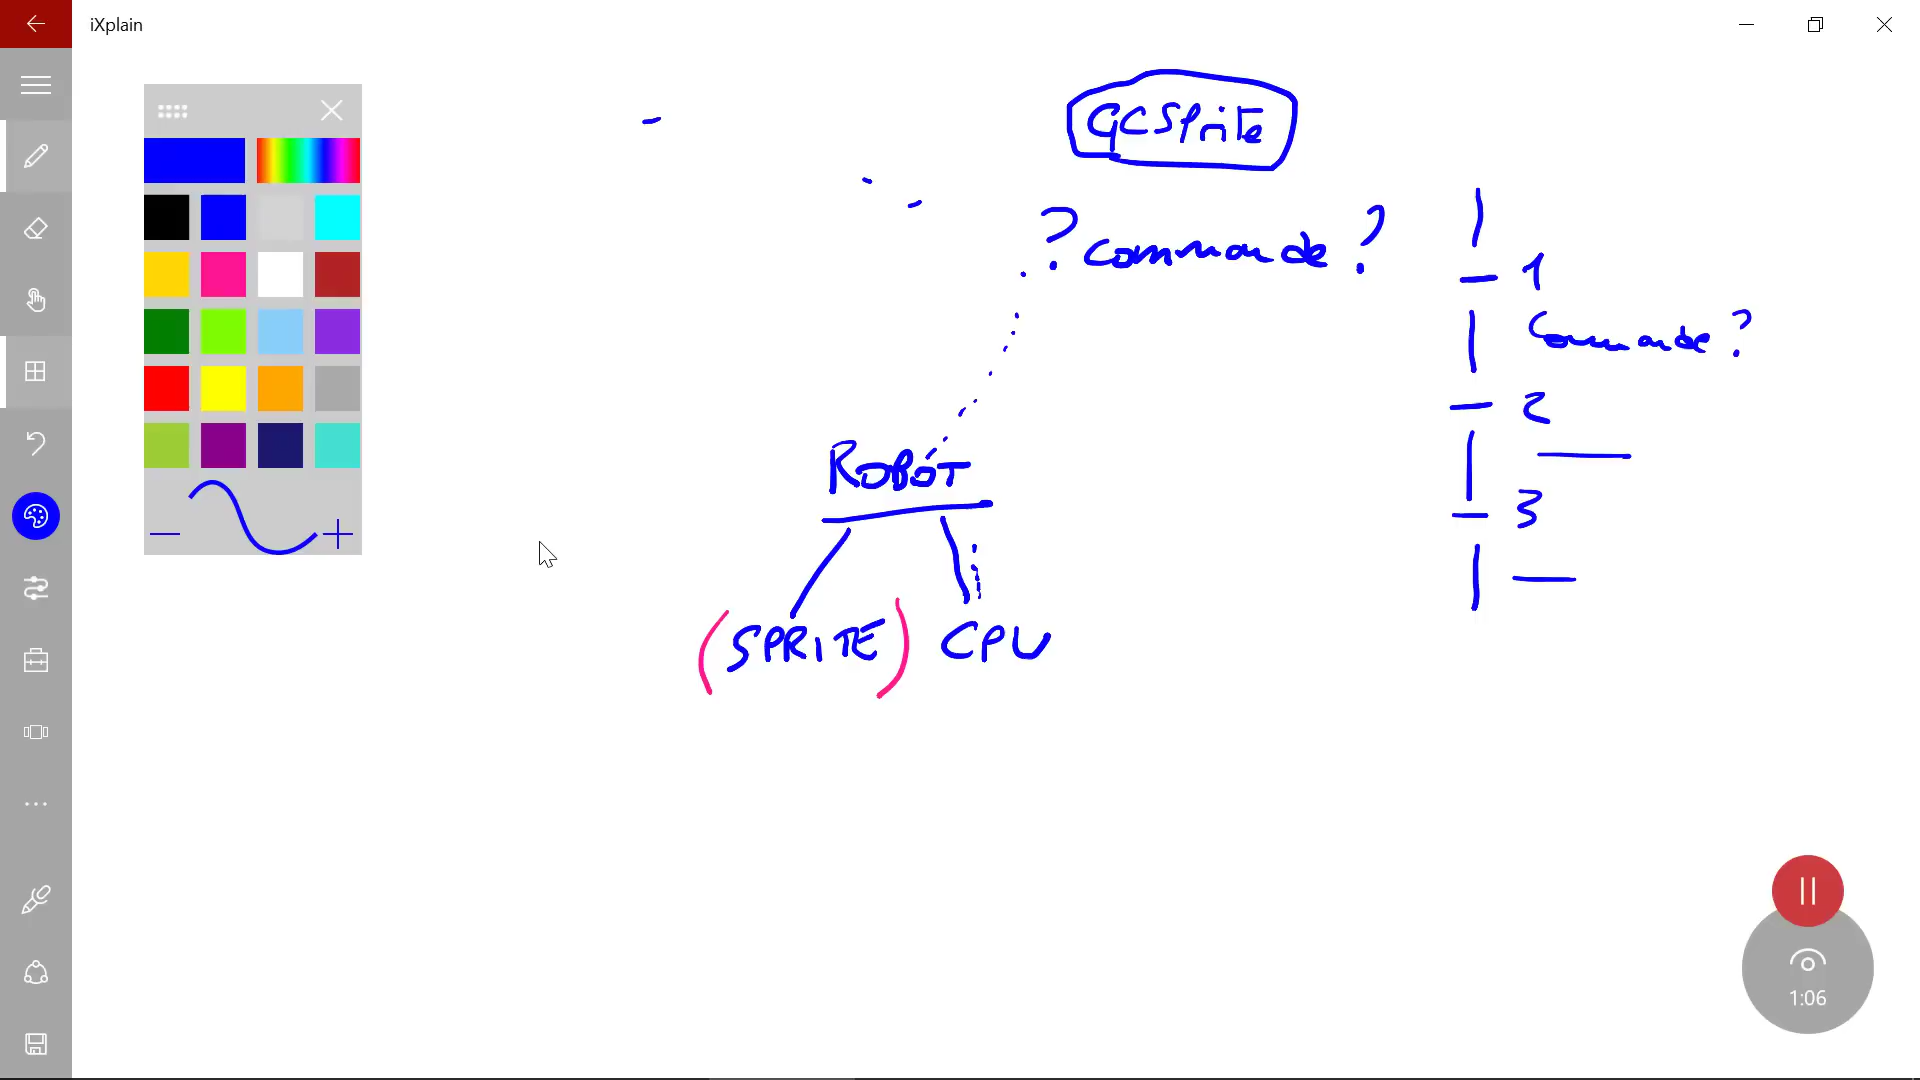 iXplain
GCSprite
? commande ?
1
Commande ?
2
ROBOT
3
(SPRITE) CPU
1:06